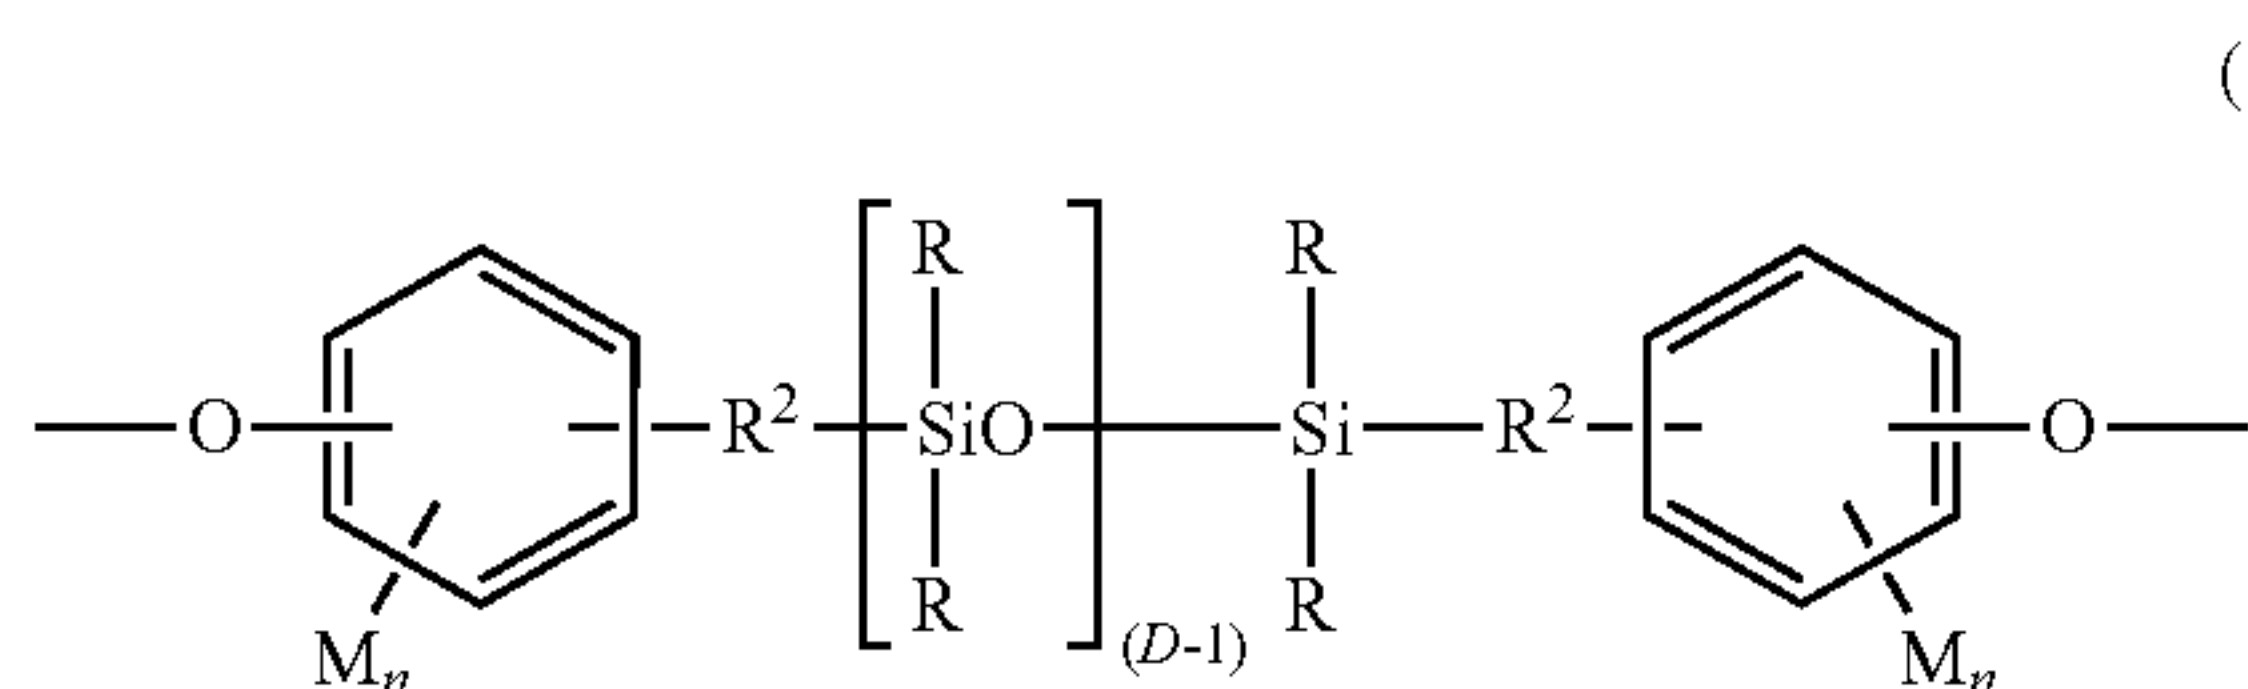 (
R R
O R² SiO Si R² O
R R
(D-1)
Mₙ Mₙ